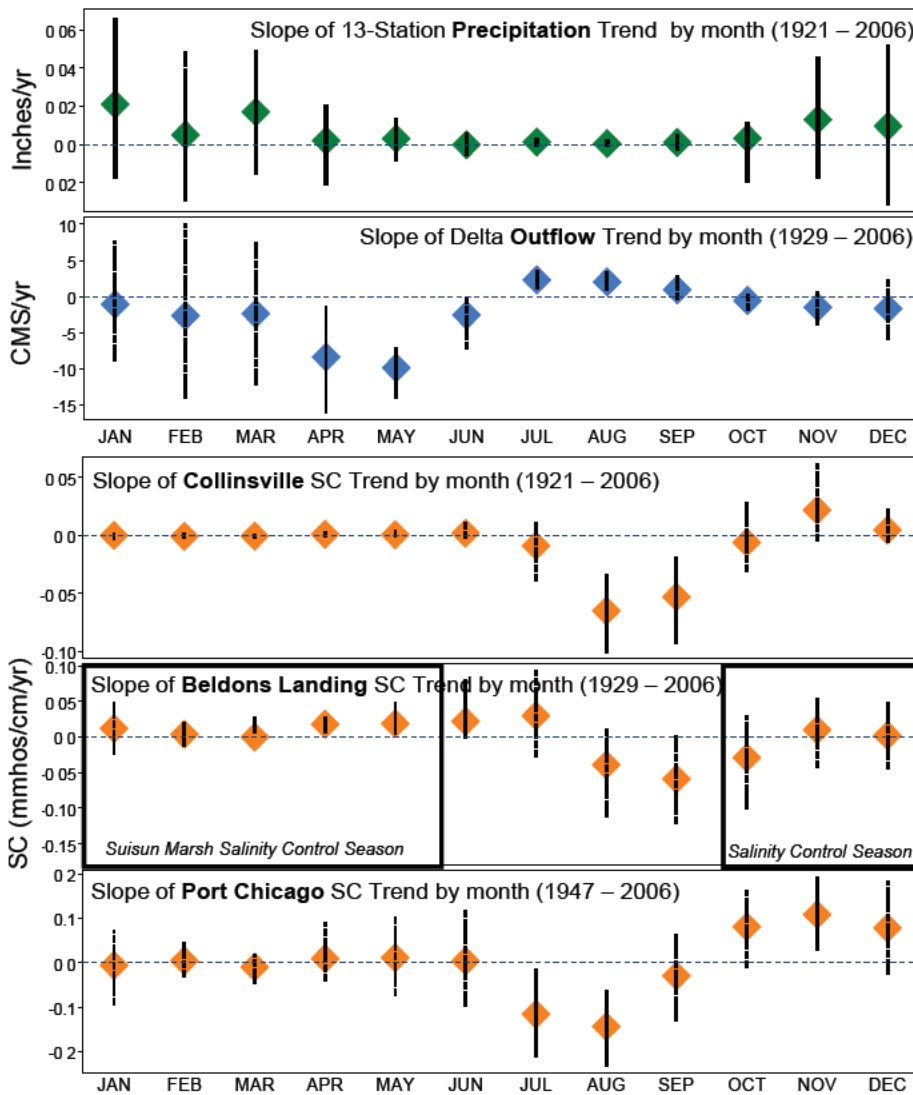 Slope of 13-Station Precipitation Trend by month (1921 – 2006)
Inches/yr
0 06
0 04
0 02
0 0
0 02
Slope of Delta Outflow Trend by month (1929 – 2006)
CMS/yr
10
5
0
-5
-10
-15
JAN FEB MAR APR MAY JUN JUL AUG SEP OCT NOV DEC
Slope of Collinsville SC Trend by month (1921 – 2006)
0 05
0 0
-0 05
-0.10
SC (mmhos/cm/yr)
Slope of Beldons Landing SC Trend by month (1929 – 2006)
0.10
0.05
0.0
-0.05
-0.10
-0.15
Suisun Marsh Salinity Control Season
Salinity Control Season
Slope of Port Chicago SC Trend by month (1947 – 2006)
0.2
0.1
0.0
-0.1
-0.2
JAN FEB MAR APR MAY JUN JUL AUG SEP OCT NOV DEC